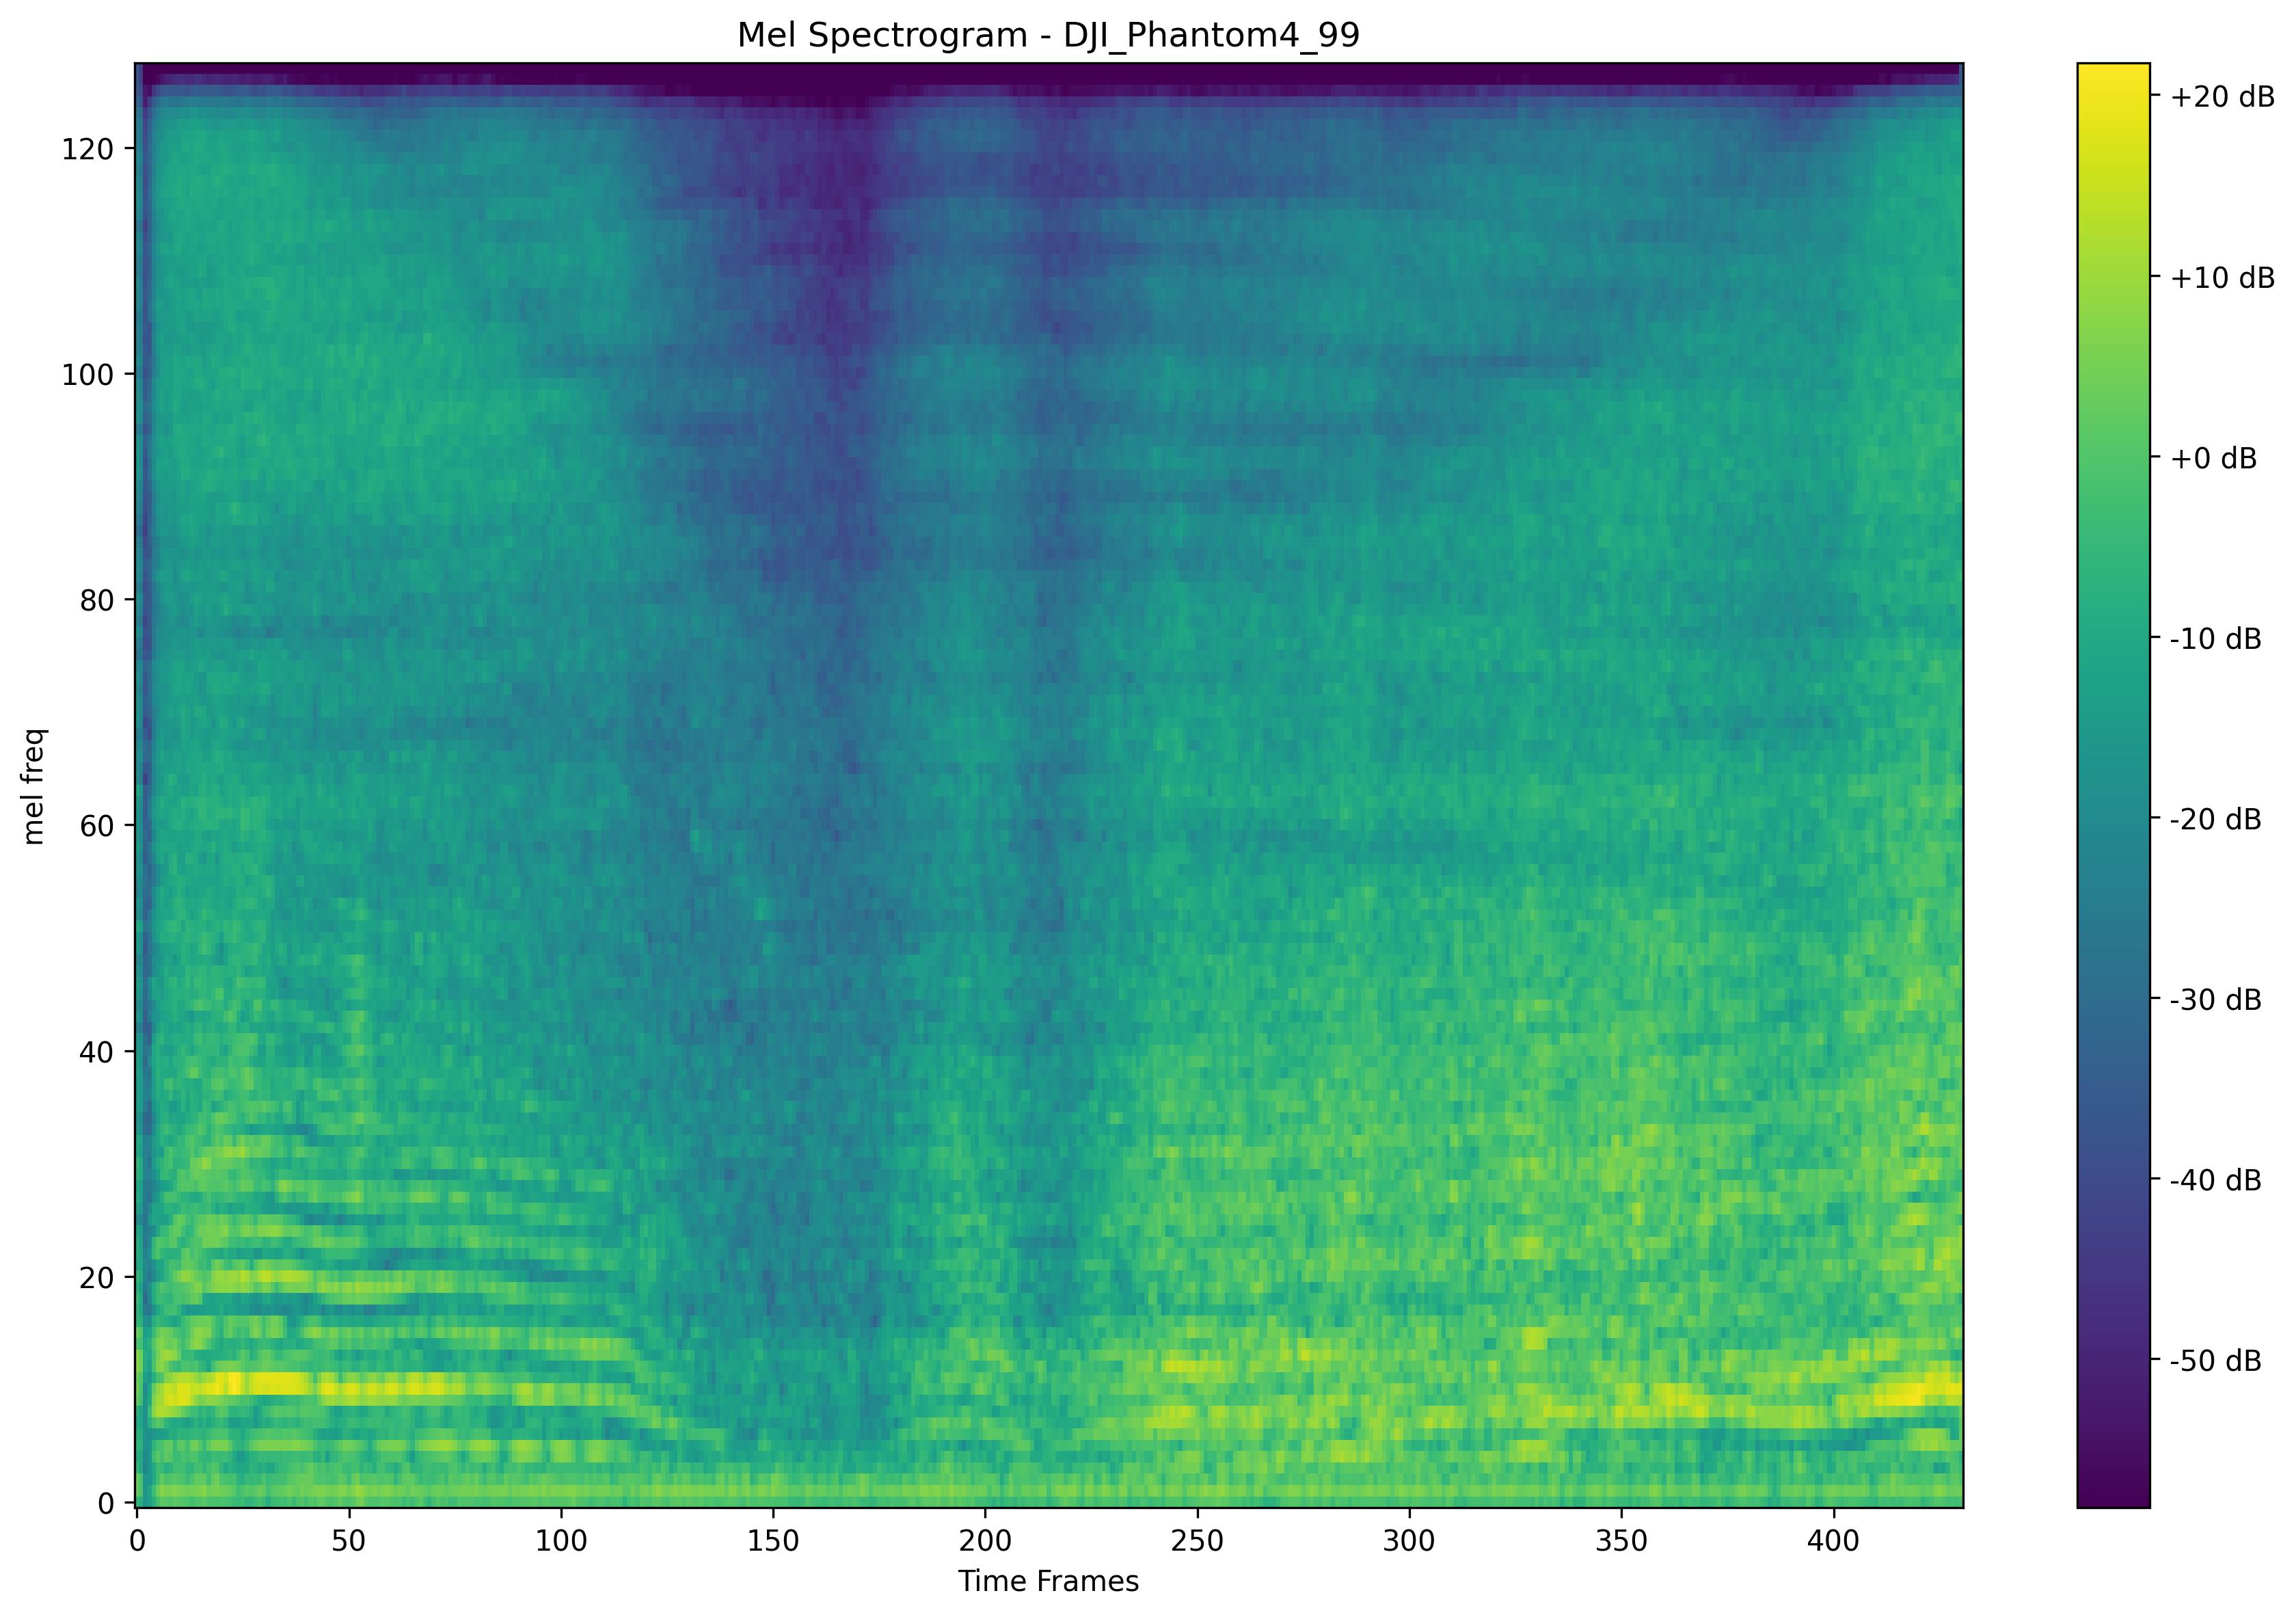 Mel Spectrogram - DJI_Phantom4_99
mel freq
120
100
80
60
40
20
0
0 50 100 150 200 250 300 350 400
Time Frames
+20 dB
+10 dB
+0 dB
-10 dB
-20 dB
-30 dB
-40 dB
-50 dB